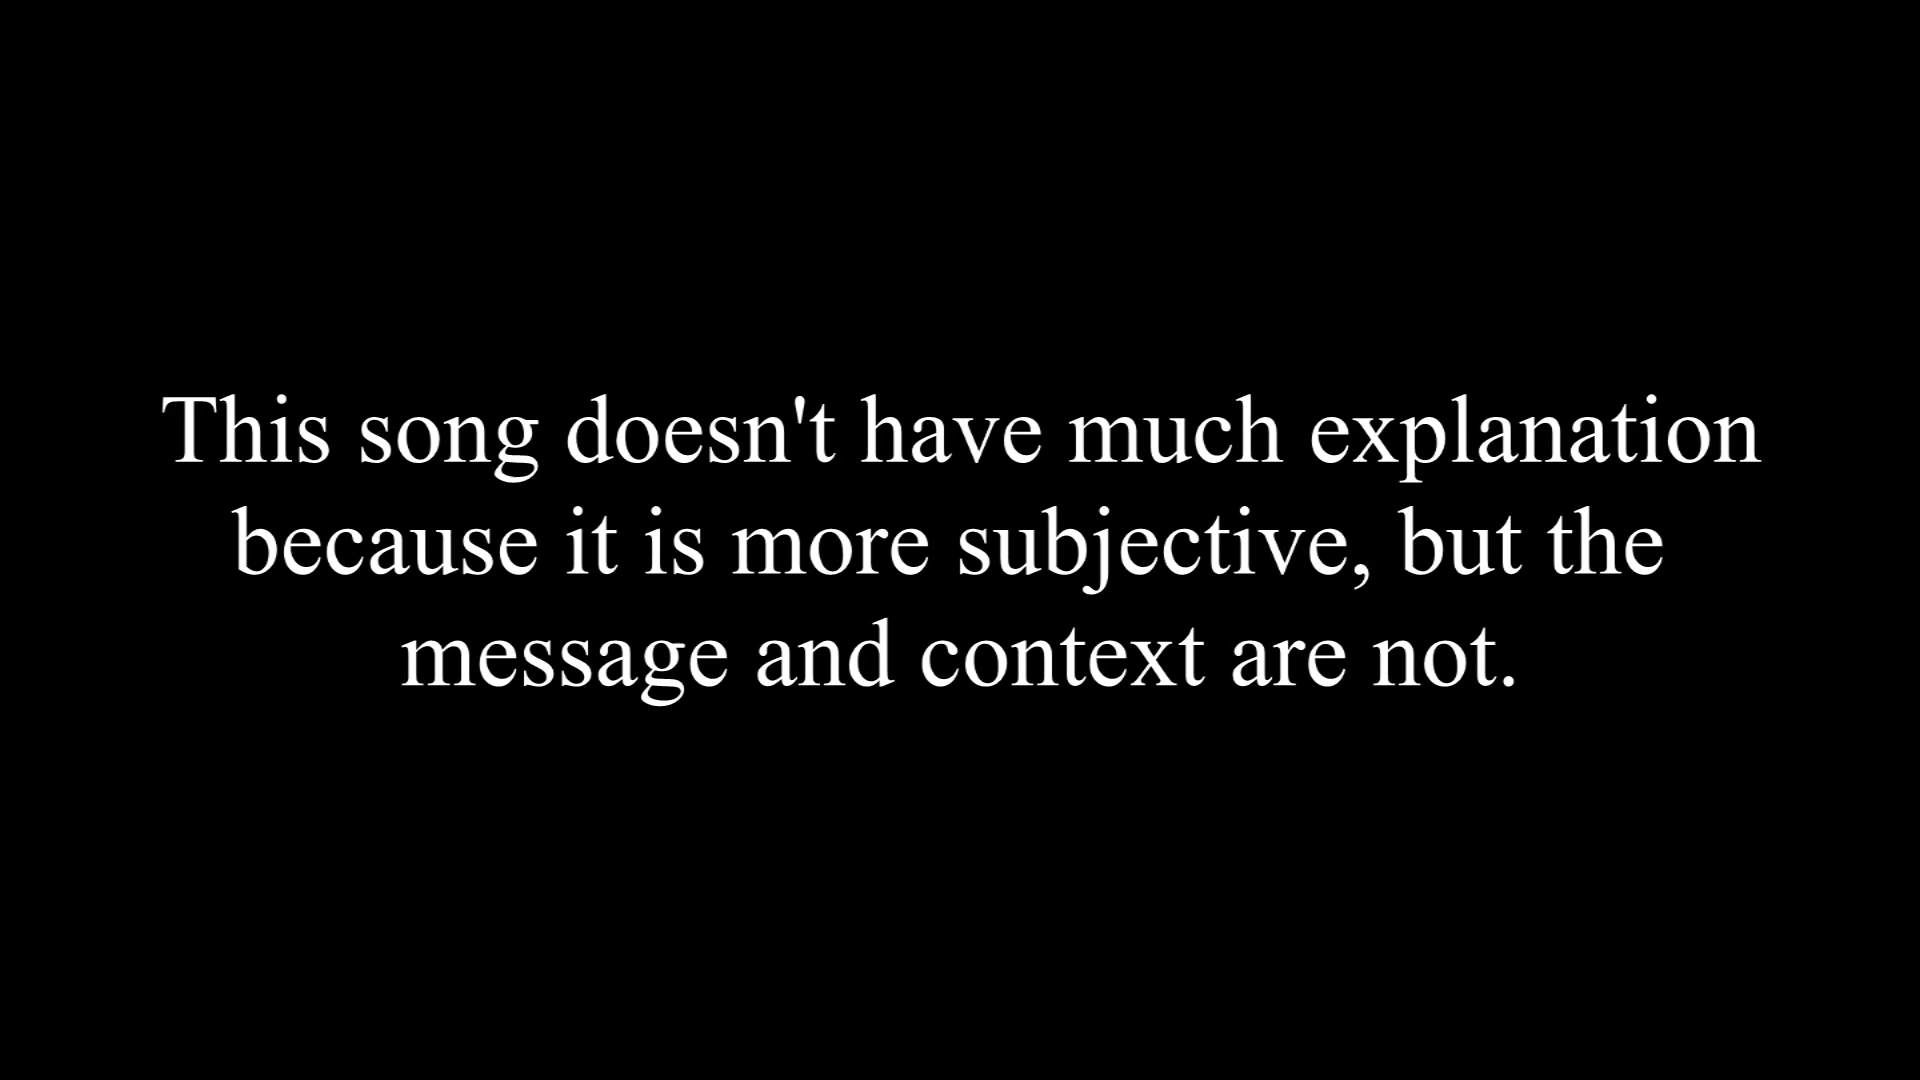 This song doesn't have much explanation
because it is more subjective, but the
message and context are not.